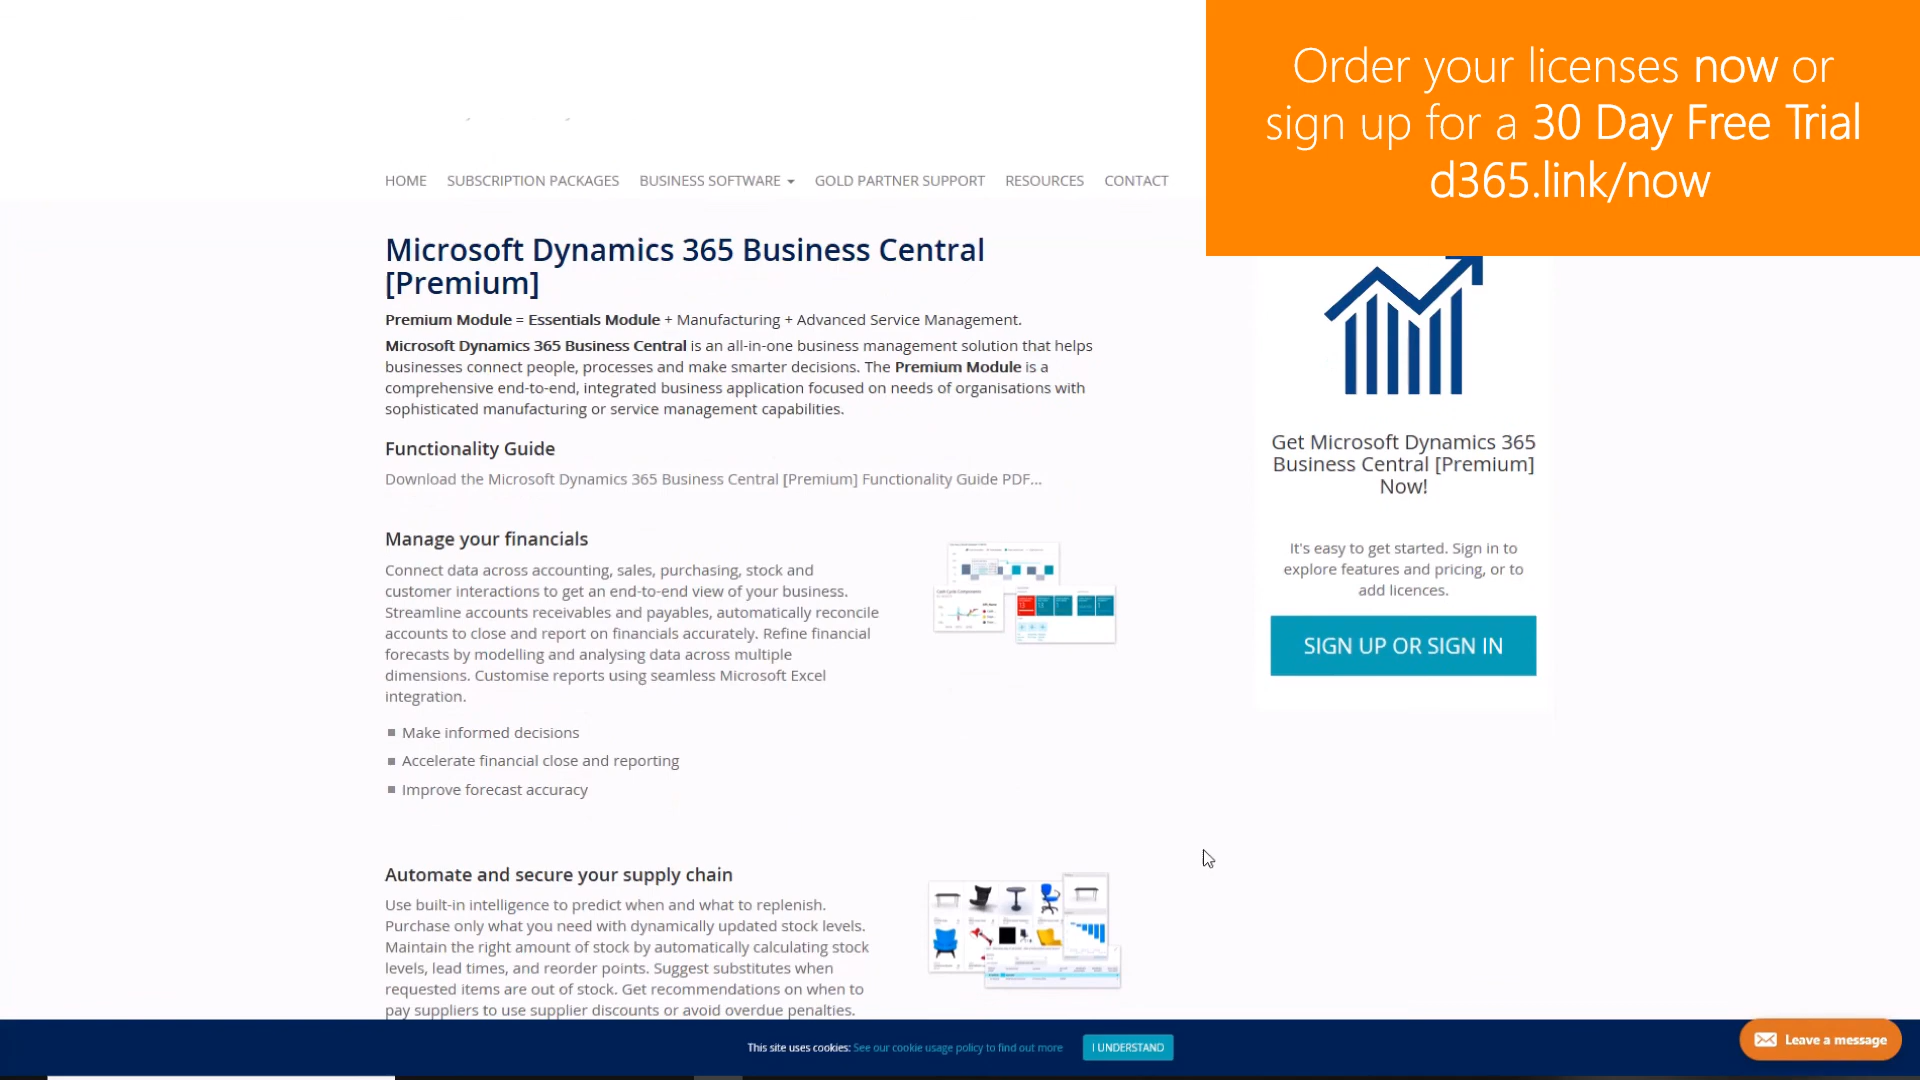 Order your licenses now or
sign up for a 30 Day Free Trial
d365.link/now
HOME SUBSCRIPTION PACKAGES BUSINESS SOFTWARE GOLD PARTNER SUPPORT RESOURCES CONTACT
Microsoft Dynamics 365 Business Central
[Premium]
Premium Module = Essentials Module + Manufacturing + Advanced Service Management.
Microsoft Dynamics 365 Business Central is an all-in-one business management solution that helps
businesses connect people, processes and make smarter decisions. The Premium Module is a
comprehensive end-to-end, integrated business application focused on needs of organisations with
sophisticated manufacturing or service management capabilities.
Functionality Guide
Download the Microsoft Dynamics 365 Business Central [Premium] Functionality Guide PDF...
Manage your financials
Connect data across accounting, sales, purchasing, stock and
customer interactions to get an end-to-end view of your business.
Streamline accounts receivables and payables, automatically reconcile
accounts to close and report on financials accurately. Refine financial
forecasts by modelling and analysing data across multiple
dimensions. Customise reports using seamless Microsoft Excel
integration.
Make informed decisions
Accelerate financial close and reporting
Improve forecast accuracy
Automate and secure your supply chain
Use built-in intelligence to predict when and what to replenish.
Purchase only what you need with dynamically updated stock levels.
Maintain the right amount of stock by automatically calculating stock
levels, lead times, and reorder points. Suggest substitutes when
requested items are out of stock. Get recommendations on when to
pay suppliers to use supplier discounts or avoid overdue penalties.
Get Microsoft Dynamics 365
Business Central [Premium]
Now!
It's easy to get started. Sign in to
explore features and pricing, or to
add licences.
SIGN UP OR SIGN IN
This site uses cookies: See our cookie usage policy to find out more
I UNDERSTAND
Leave a message